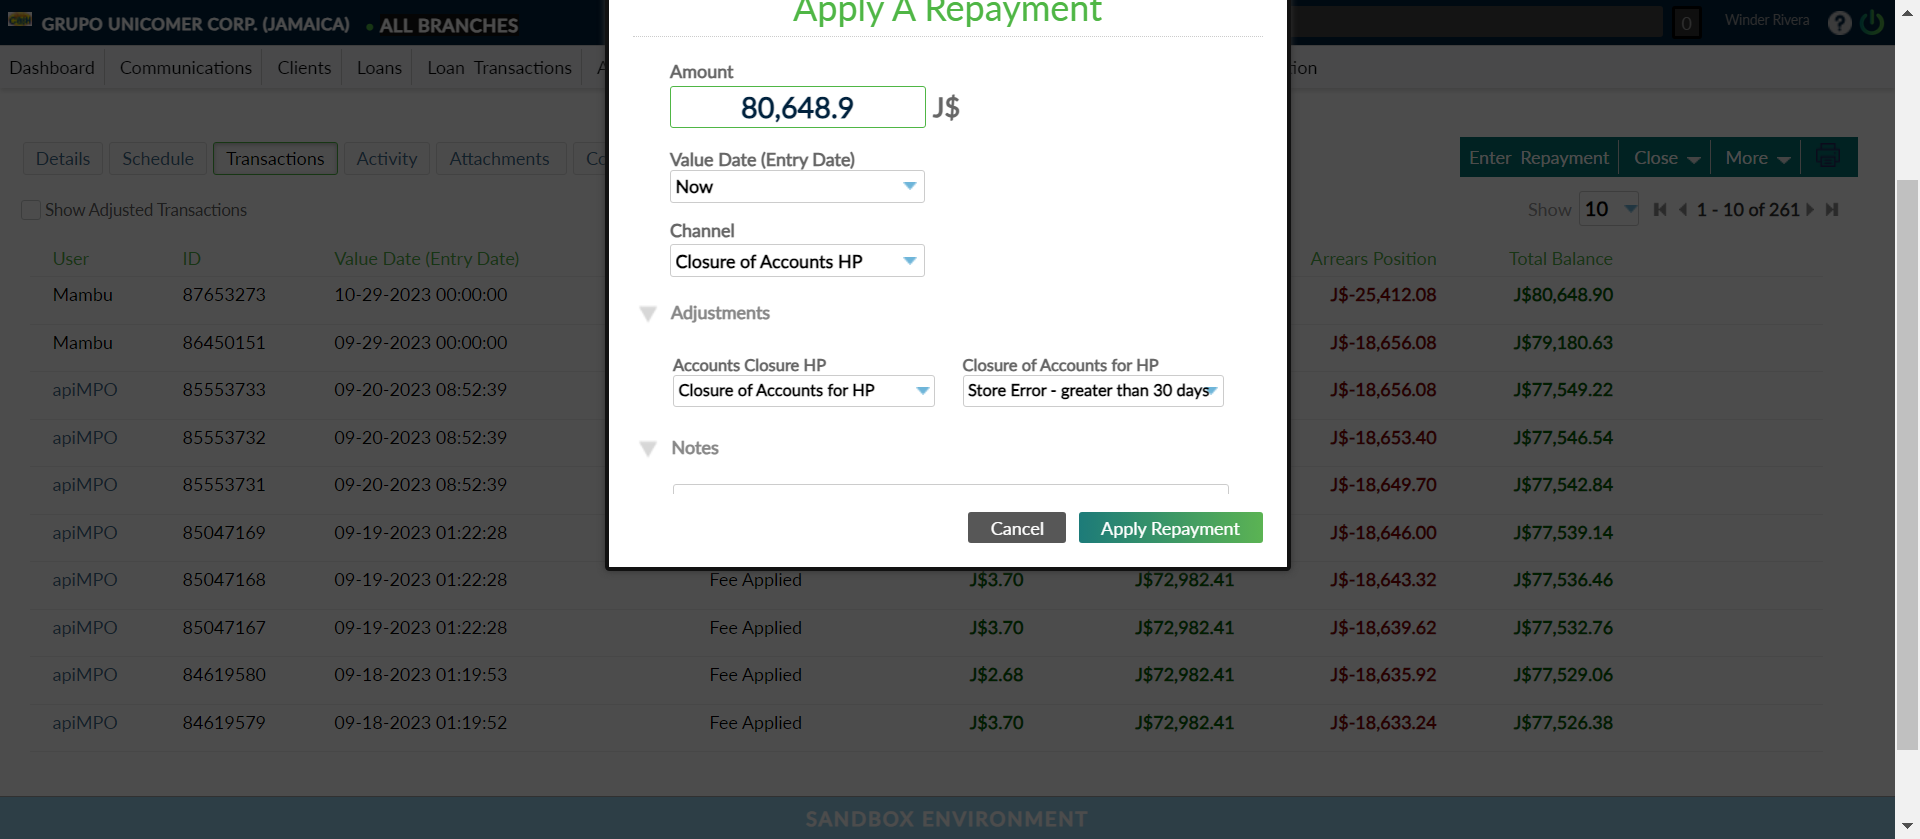 GRUPO UNICOMER CORP. (JAMAICA) • ALL BRANCHES
0 Winder Rivera ?
Dashboard Communications Clients Loans Loan Transactions
Apply A Repayment
Amount
80,648.9 J$
Value Date (Entry Date)
Now
Channel
Closure of Accounts HP
Adjustments
Accounts Closure HP Closure of Accounts for HP
Closure of Accounts for HP Store Error - greater than 30 days
Notes
Cancel Apply Repayment
Details Schedule Transactions Activity Attachments
Enter Repayment Close More
Show Adjusted Transactions
Show 10 1 - 10 of 261
User ID Value Date (Entry Date) Arrears Position Total Balance
Mambu 87653273 10-29-2023 00:00:00 J$-25,412.08 J$80,648.90
Mambu 86450151 09-29-2023 00:00:00 J$-18,656.08 J$79,180.63
apiMPO 85553733 09-20-2023 08:52:39 J$-18,656.08 J$77,549.22
apiMPO 85553732 09-20-2023 08:52:39 J$-18,653.40 J$77,546.54
apiMPO 85553731 09-20-2023 08:52:39 J$-18,649.70 J$77,542.84
apiMPO 85047169 09-19-2023 01:22:28 J$-18,646.00 J$77,539.14
apiMPO 85047168 09-19-2023 01:22:28 Fee Applied J$3.70 J$72,982.41 J$-18,643.32 J$77,536.46
apiMPO 85047167 09-19-2023 01:22:28 Fee Applied J$3.70 J$72,982.41 J$-18,639.62 J$77,532.76
apiMPO 84619580 09-18-2023 01:19:53 Fee Applied J$2.68 J$72,982.41 J$-18,635.92 J$77,529.06
apiMPO 84619579 09-18-2023 01:19:52 Fee Applied J$3.70 J$72,982.41 J$-18,633.24 J$77,526.38
SANDBOX ENVIRONMENT